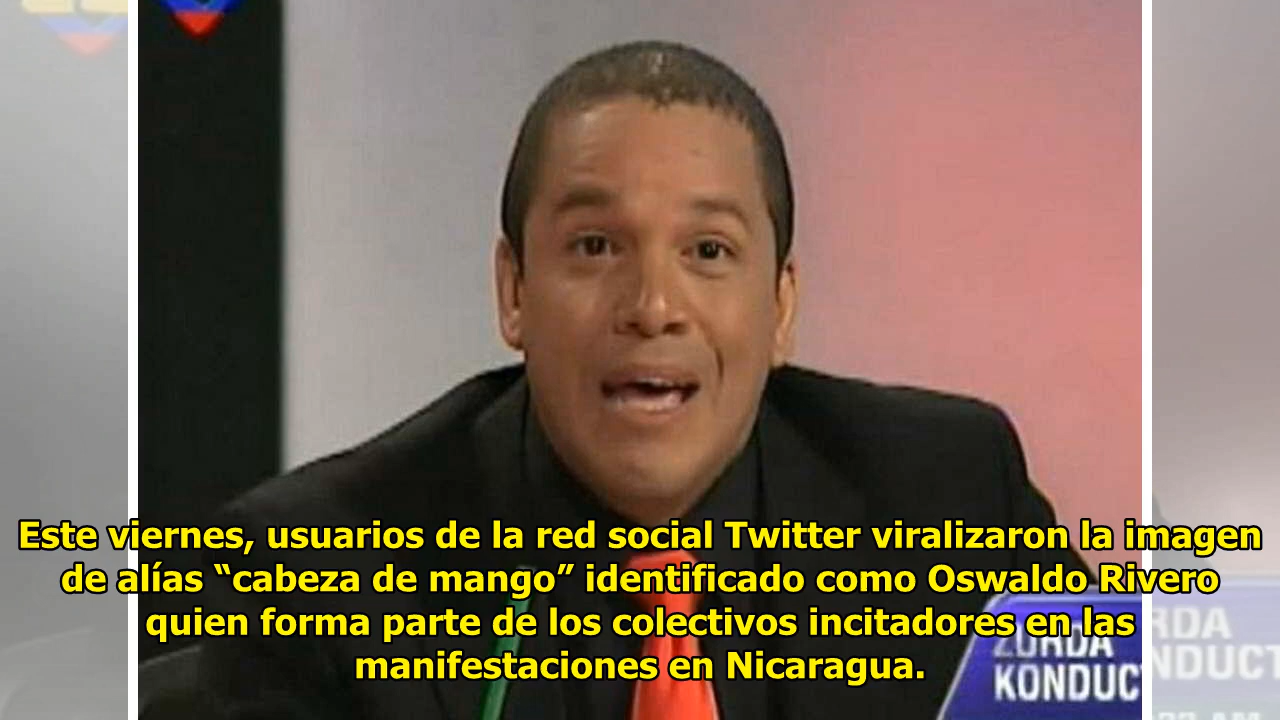 Este viernes, usuarios de la red social Twitter viralizaron la imagen
de alías “cabeza de mango” identificado como Oswaldo Rivero
quien forma parte de los colectivos incitadores en las
manifestaciones en Nicaragua.
ZURDA
KONDUCT
RDA
NDUCT